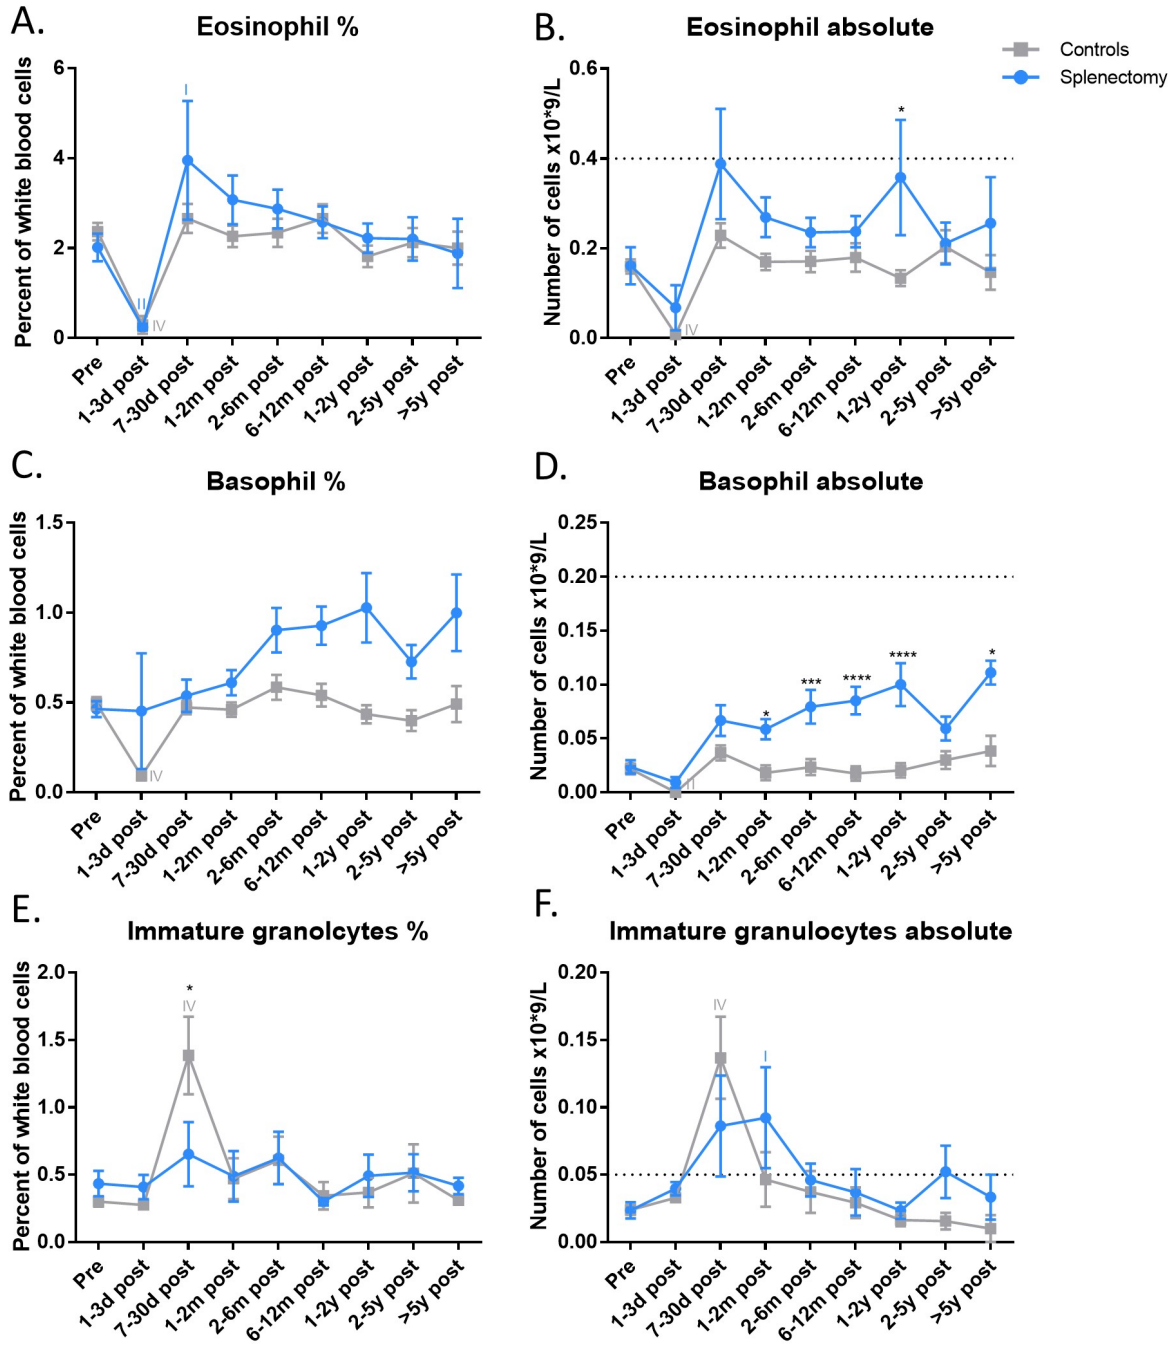 A.
Eosinophil %
Percent of white blood cells
6
4
2
0
I
II
IV
Pre
1-3d post
7-30d post
1-2m post
2-6m post
6-12m post
1-2y post
2-5y post
>5y post
B.
Eosinophil absolute
Controls
Splenectomy
Number of cells x10*9/L
0.6
0.4
0.2
0.0
*
IV
Pre
1-3d post
7-30d post
1-2m post
2-6m post
6-12m post
1-2y post
2-5y post
>5y post
C.
Basophil %
Percent of white blood cells
1.5
1.0
0.5
0.0
IV
Pre
1-3d post
7-30d post
1-2m post
2-6m post
6-12m post
1-2y post
2-5y post
>5y post
D.
Basophil absolute
Number of cells x10*9/L
0.25
0.20
0.15
0.10
0.05
0.00
II
*
***
****
****
*
Pre
1-3d post
7-30d post
1-2m post
2-6m post
6-12m post
1-2y post
2-5y post
>5y post
E.
Immature granolcytes %
Percent of white blood cells
2.0
1.5
1.0
0.5
0.0
*
IV
Pre
1-3d post
7-30d post
1-2m post
2-6m post
6-12m post
1-2y post
2-5y post
>5y post
F.
Immature granulocytes absolute
Number of cells x10*9/L
0.20
0.15
0.10
0.05
0.00
IV
I
Pre
1-3d post
7-30d post
1-2m post
2-6m post
6-12m post
1-2y post
2-5y post
>5y post